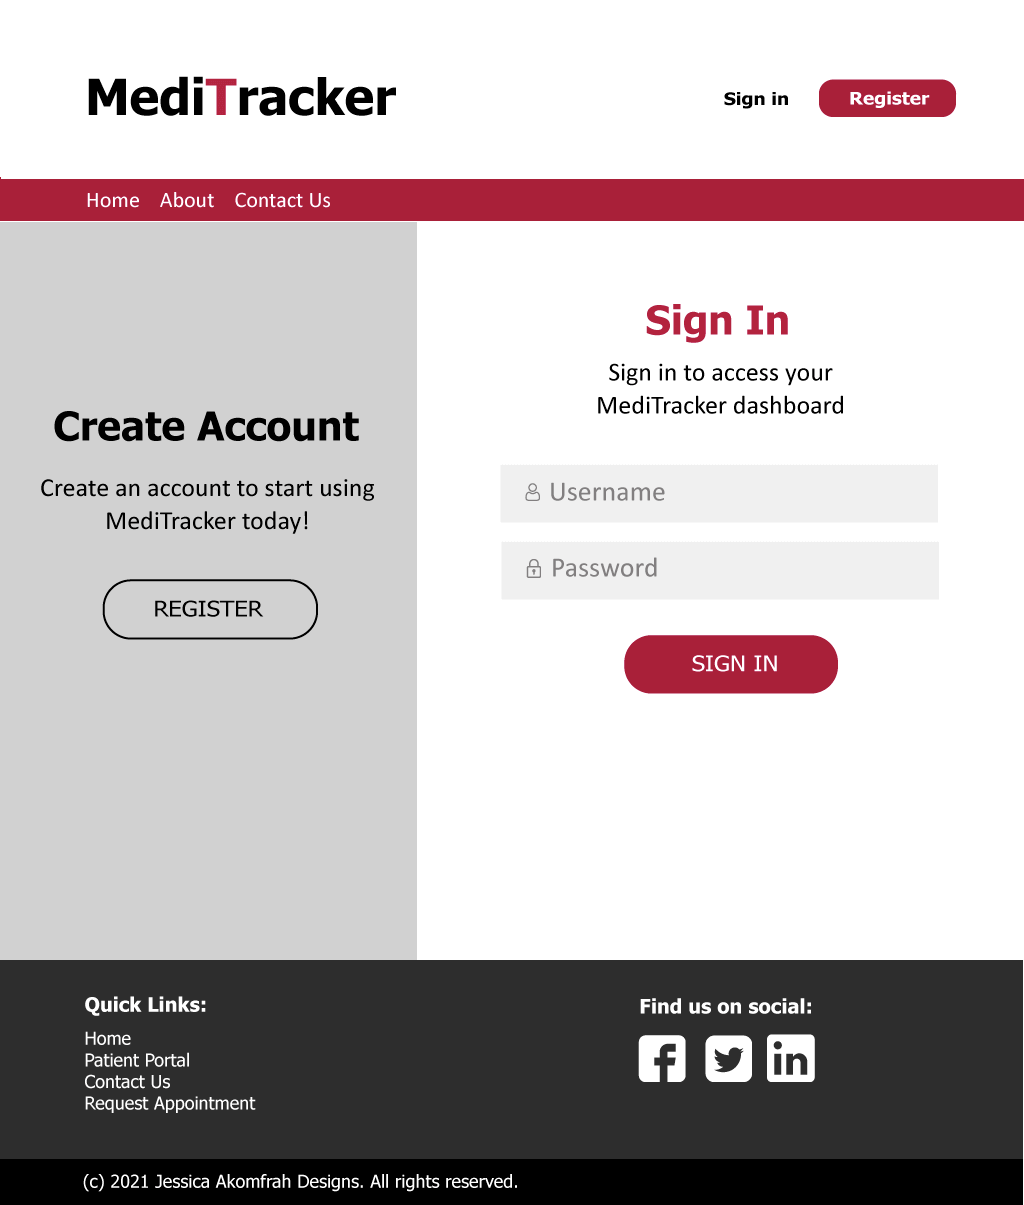 MediTracker
Sign in
Register
Home
About
Contact Us
Create Account
Create an account to start using
MediTracker today!
REGISTER
Sign In
Sign in to access your
MediTracker dashboard
Username
Password
SIGN IN
Quick Links:
Home
Patient Portal
Contact Us
Request Appointment
Find us on social:
(c) 2021 Jessica Akomfrah Designs. All rights reserved.